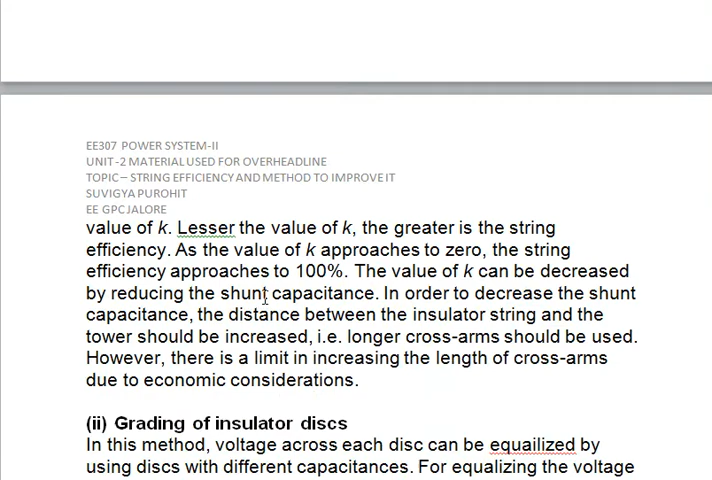 EE307 POWER SYSTEM-II
UNIT-2 MATERIAL USED FOR OVERHEADLINE
TOPIC – STRING EFFICIENCY AND METHOD TO IMPROVE IT
SUVIGYA PUROHIT
EE GPC JALORE
value of k. Lesser the value of k, the greater is the string
efficiency. As the value of k approaches to zero, the string
efficiency approaches to 100%. The value of k can be decreased
by reducing the shunt capacitance. In order to decrease the shunt
capacitance, the distance between the insulator string and the
tower should be increased, i.e. longer cross-arms should be used.
However, there is a limit in increasing the length of cross-arms
due to economic considerations.
(ii) Grading of insulator discs
In this method, voltage across each disc can be equailized by
using discs with different capacitances. For equalizing the voltage